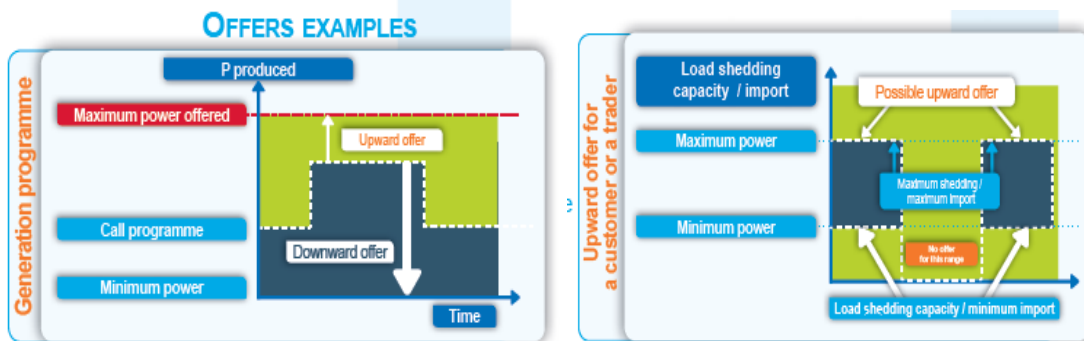 OFFERS EXAMPLES
Generation programme
P produced
Maximum power offered
Upward offer
Call programme
Downward offer
Minimum power
Time
Upward offer for
a customer or a trader
Load shedding
capacity / import
Possible upward offer
Maximum power
Maximum shedding /
maximum import
Minimum power
No offer
for this range
Load shedding capacity / minimum import